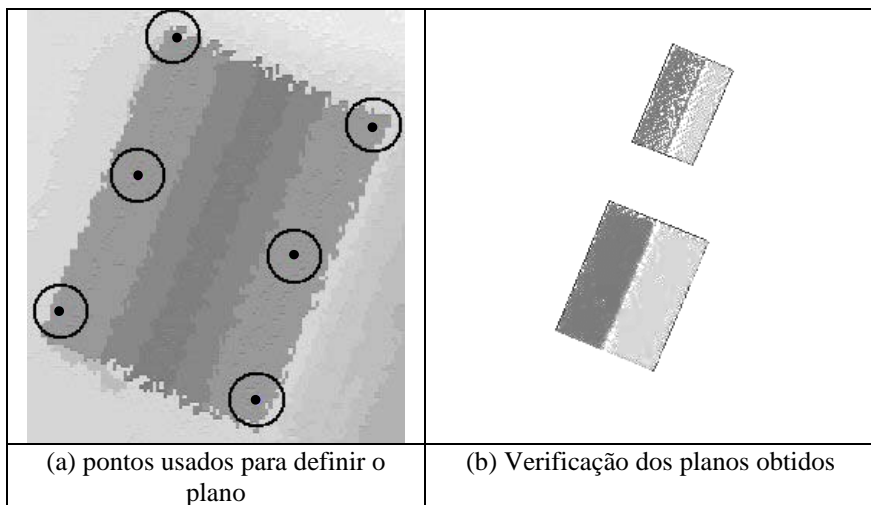 (a) pontos usados para definir o
plano
(b) Verificação dos planos obtidos